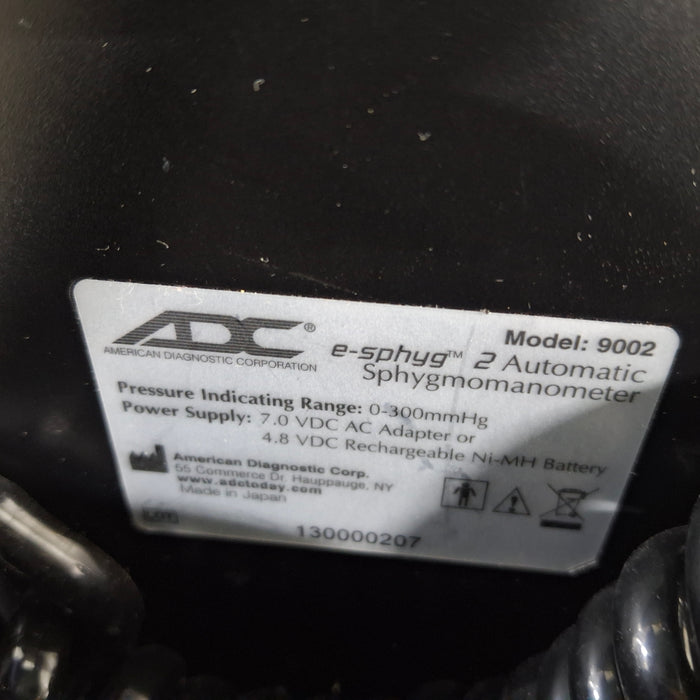 ADC®
AMERICAN DIAGNOSTIC CORPORATION
Model: 9002
e-sphyg™ 2 Automatic
Sphygmomanometer
Pressure Indicating Range: 0-300mmHg
Power Supply: 7.0 VDC AC Adapter or
4.8 VDC Rechargeable Ni-MH Battery
American Diagnostic Corp.
55 Commerce Dr. Hauppauge, NY
www.adctoday.com
Made in Japan
LOT
130000207